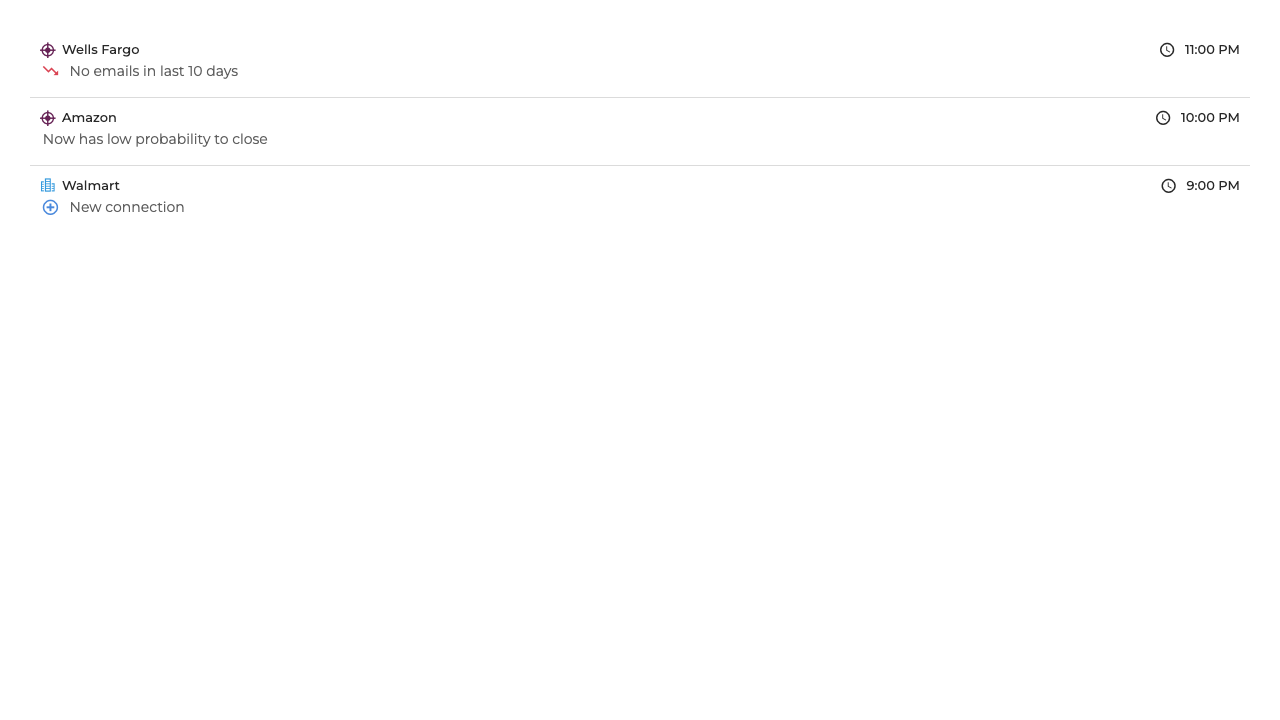 Wells Fargo 11:00 PM
No emails in last 10 days
Amazon 10:00 PM
Now has low probability to close
Walmart 9:00 PM
New connection